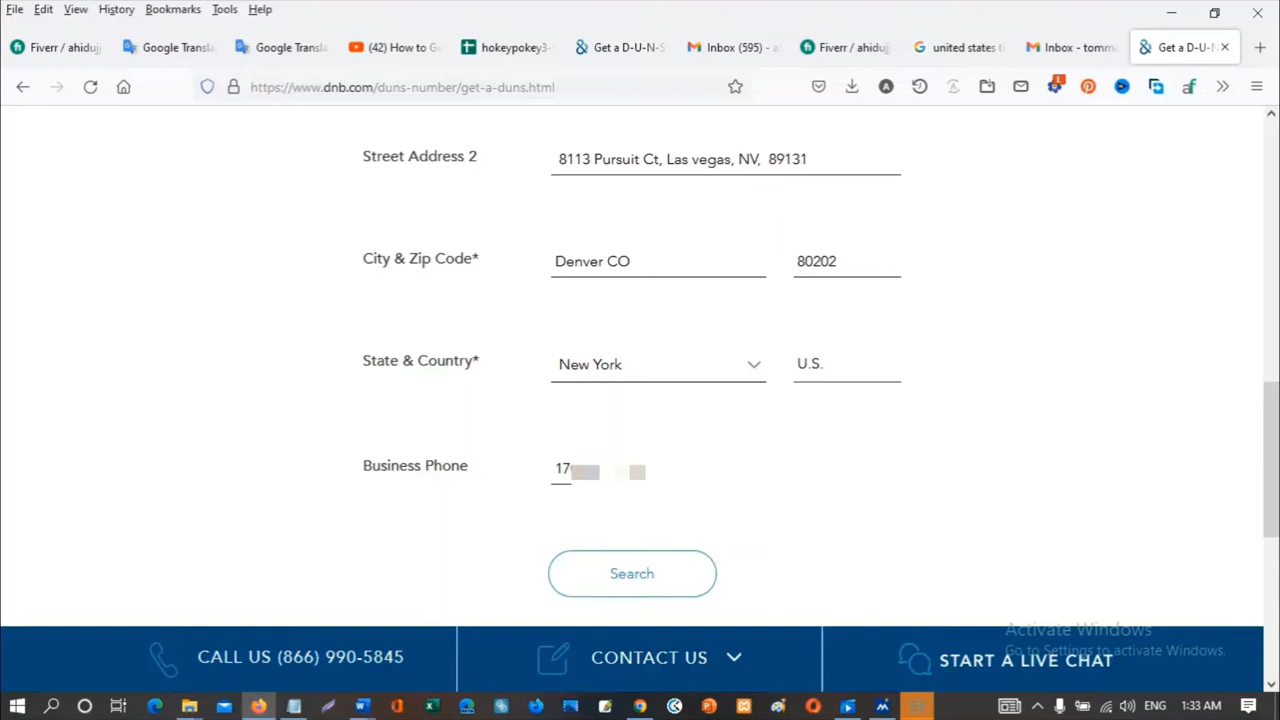 File Edit View History Bookmarks Tools Help
Fiverr / ahiduj Google Transla Google Transla (42) How to G hokeypokey3- Get a D-U-N-S Inbox (595) - a Fiverr / ahiduj united states t Inbox - tomm Get a D-U-N
https://www.dnb.com/duns-number/get-a-duns.html
Street Address 2 8113 Pursuit Ct, Las vegas, NV, 89131
City & Zip Code* Denver CO 80202
State & Country* New York U.S.
Business Phone 17
Search
Activate Windows
Go to Settings to activate Windows.
CALL US (866) 990-5845 CONTACT US START A LIVE CHAT
ENG 1:33 AM